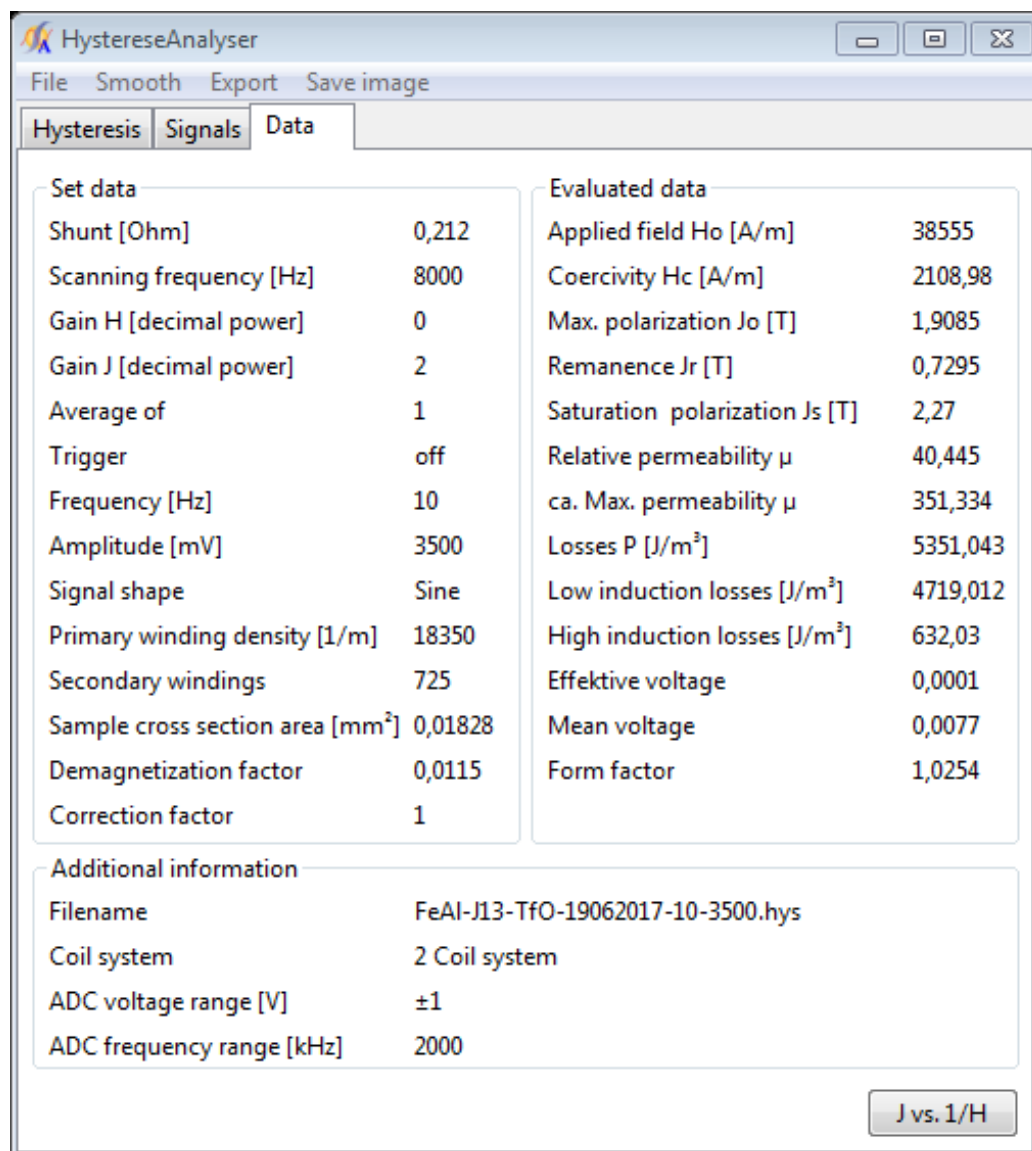 HystereseAnalyser
File Smooth Export Save image
Hysteresis Signals Data
Set data
Shunt [Ohm] 0,212
Scanning frequency [Hz] 8000
Gain H [decimal power] 0
Gain J [decimal power] 2
Average of 1
Trigger off
Frequency [Hz] 10
Amplitude [mV] 3500
Signal shape Sine
Primary winding density [1/m] 18350
Secondary windings 725
Sample cross section area [mm²] 0,01828
Demagnetization factor 0,0115
Correction factor 1
Evaluated data
Applied field Ho [A/m] 38555
Coercivity Hc [A/m] 2108,98
Max. polarization Jo [T] 1,9085
Remanence Jr [T] 0,7295
Saturation polarization Js [T] 2,27
Relative permeability µ 40,445
ca. Max. permeability µ 351,334
Losses P [J/m³] 5351,043
Low induction losses [J/m³] 4719,012
High induction losses [J/m³] 632,03
Effektive voltage 0,0001
Mean voltage 0,0077
Form factor 1,0254
Additional information
Filename FeAl-J13-TfO-19062017-10-3500.hys
Coil system 2 Coil system
ADC voltage range [V] ±1
ADC frequency range [kHz] 2000
J vs. 1/H